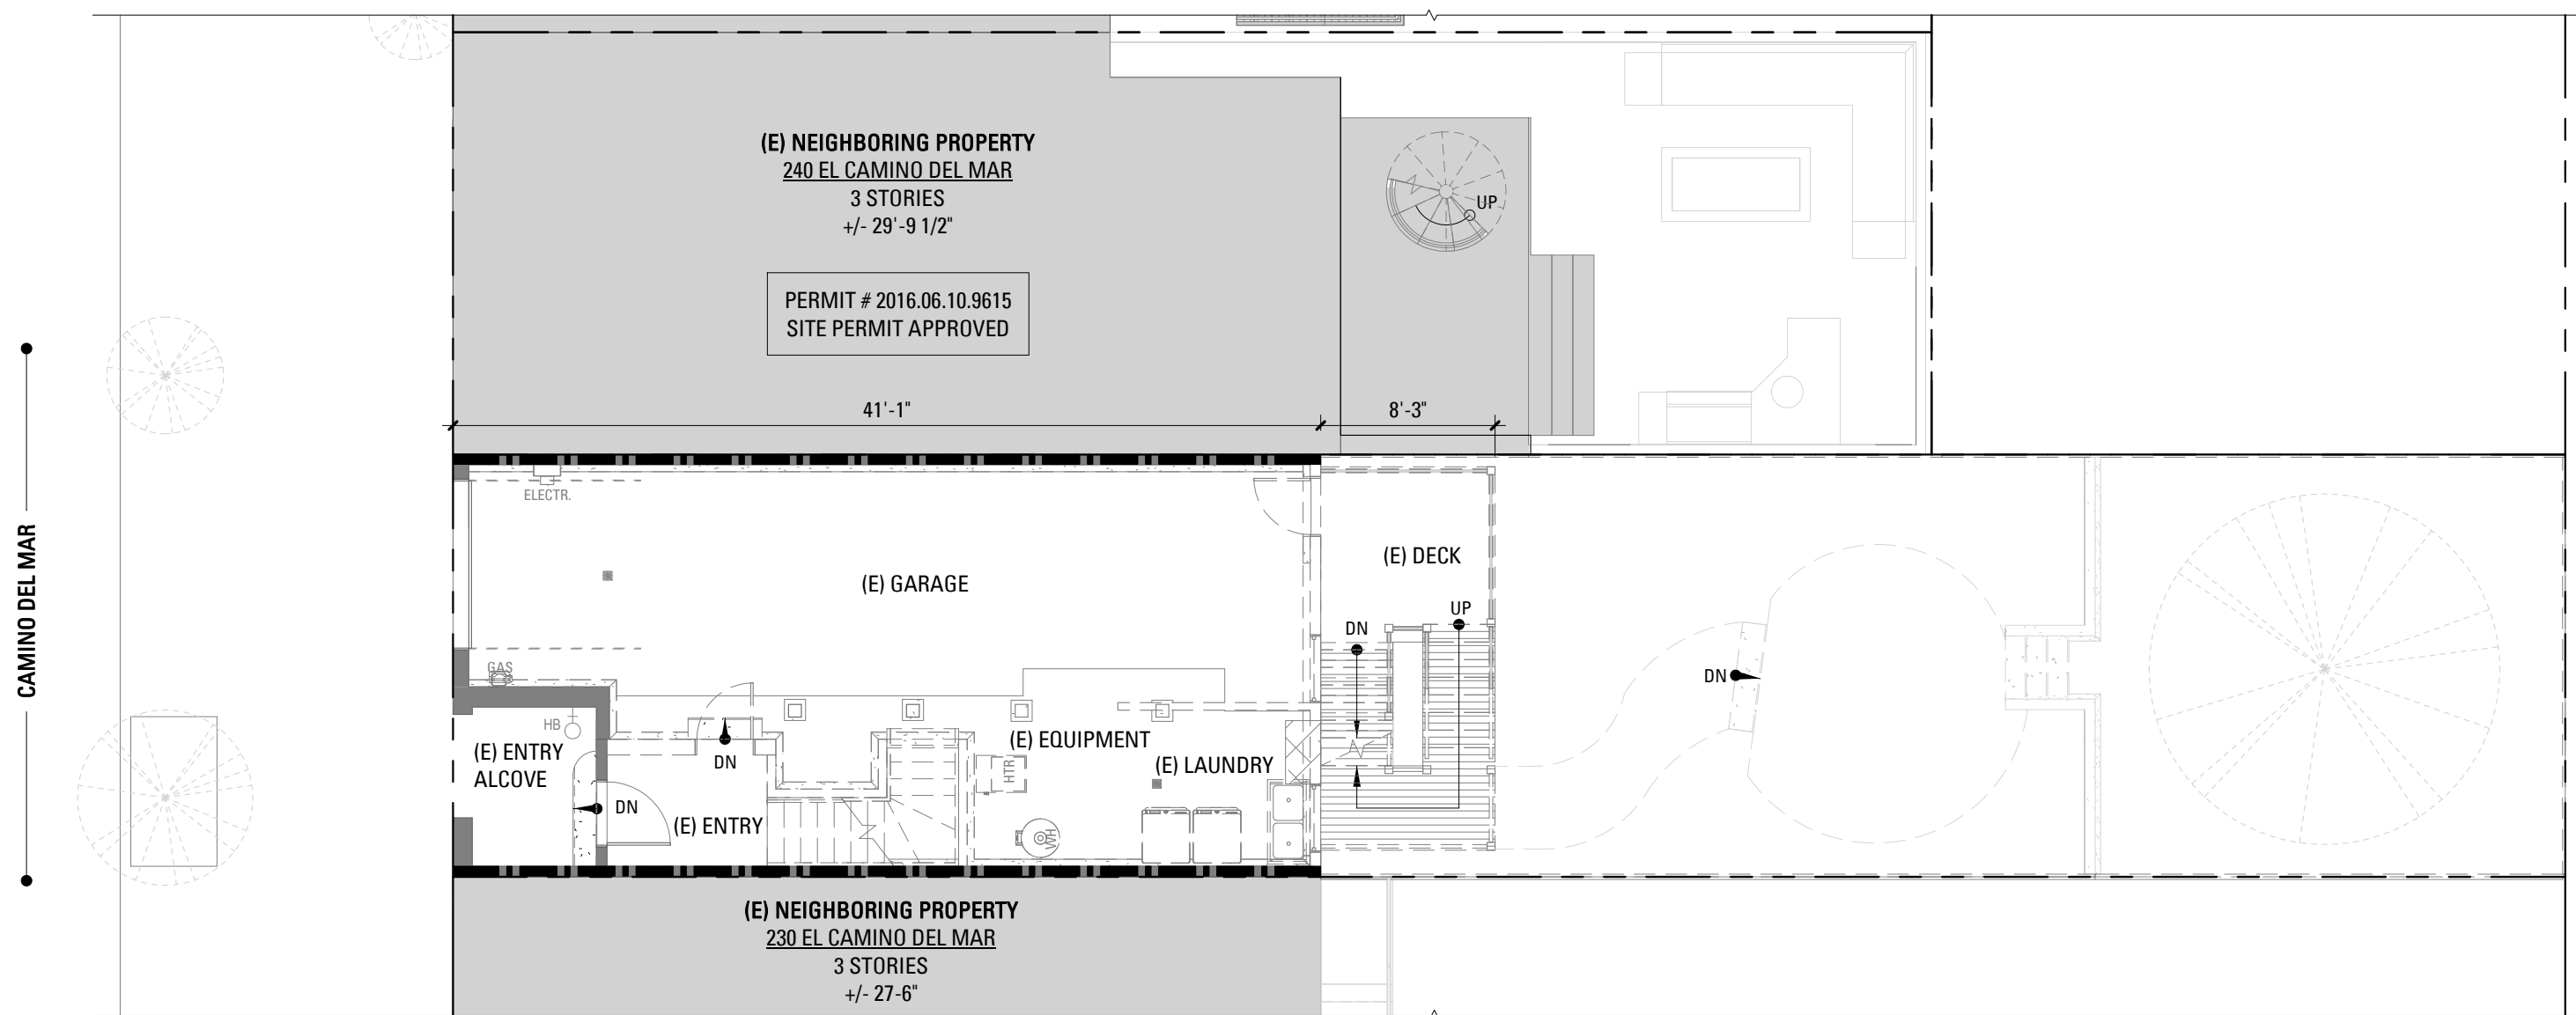 (E) NEIGHBORING PROPERTY
240 EL CAMINO DEL MAR
3 STORIES
+/- 29'-9 1/2"
UP
PERMIT # 2016.06.10.9615
SITE PERMIT APPROVED
41'-1"
8'-3"
CAMINO DEL MAR
ELECTR.
(E) GARAGE
(E) DECK
UP
DN
GAS
DN
HB
(E) ENTRY
ALCOVE
DN
(E) EQUIPMENT
HTR
(E) LAUNDRY
DN
(E) ENTRY
WH
(E) NEIGHBORING PROPERTY
230 EL CAMINO DEL MAR
3 STORIES
+/- 27-6"